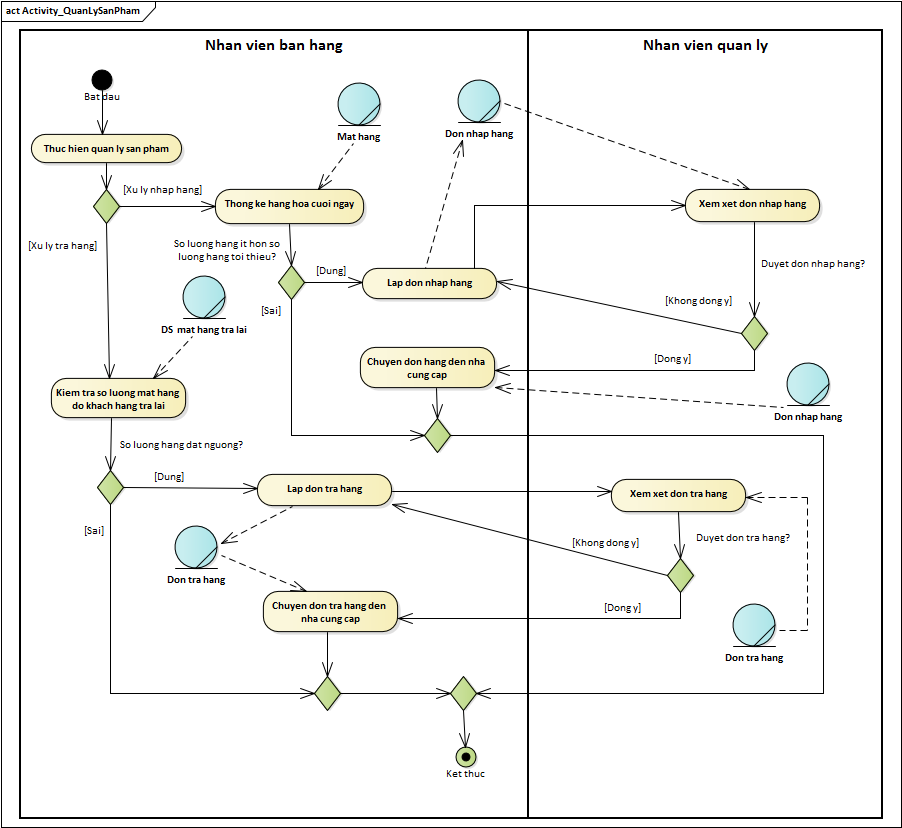 act Activity_QuanLySanPham
Nhan vien ban hang
Nhan vien quan ly
Bat dau
Mat hang
Don nhap hang
Thuc hien quan ly san pham
[Xu ly nhap hang]
Thong ke hang hoa cuoi ngay
Xem xet don nhap hang
[Xu ly tra hang]
So luong hang it hon so
luong hang toi thieu?
Duyet don nhap hang?
[Dung]
Lap don nhap hang
[Khong dong y]
[Sai]
DS mat hang tra lai
Chuyen don hang den nha
cung cap
[Dong y]
Kiem tra so luong mat hang
do khach hang tra lai
Don nhap hang
So luong hang dat nguong?
[Dung]
Lap don tra hang
Xem xet don tra hang
[Sai]
[Khong dong y]
Duyet don tra hang?
Don tra hang
Chuyen don tra hang den
nha cung cap
[Dong y]
Don tra hang
Ket thuc